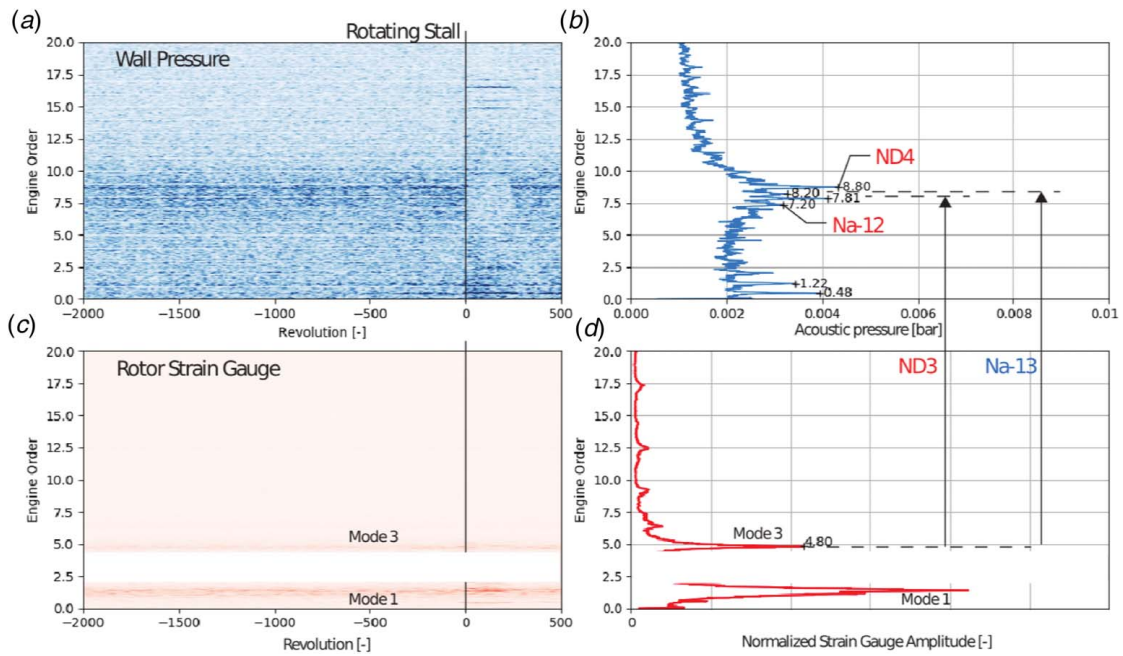 (a)
Rotating Stall
(b)
20.0
17.5
15.0
12.5
10.0
7.5
5.0
2.5
0.0
Engine Order
Wall Pressure
−2000
−1500
−1000
−500
0
500
Revolution [-]
20.0
17.5
15.0
12.5
10.0
7.5
5.0
2.5
0.0
Engine Order
ND4
8.80
8.20
7.81
7.20
Na-12
1.22
0.48
0.000
0.002
0.004
0.006
0.008
0.01
Acoustic pressure [bar]
(c)
20.0
17.5
15.0
12.5
10.0
7.5
5.0
2.5
0.0
Engine Order
Rotor Strain Gauge
Mode 3
Mode 1
−2000
−1500
−1000
−500
0
500
Revolution [-]
(d)
20.0
17.5
15.0
12.5
10.0
7.5
5.0
2.5
0.0
Engine Order
ND3
Na-13
Mode 3
4.80
Mode 1
0
Normalized Strain Gauge Amplitude [-]